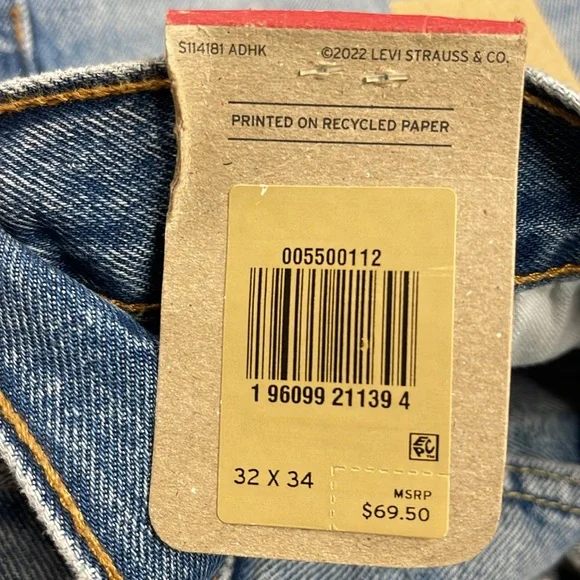 S114181 ADHK ©2022 LEVI STRAUSS & CO.
PRINTED ON RECYCLED PAPER
005500112
1 96099 21139 4
EPC™
32 X 34
MSRP
$69.50